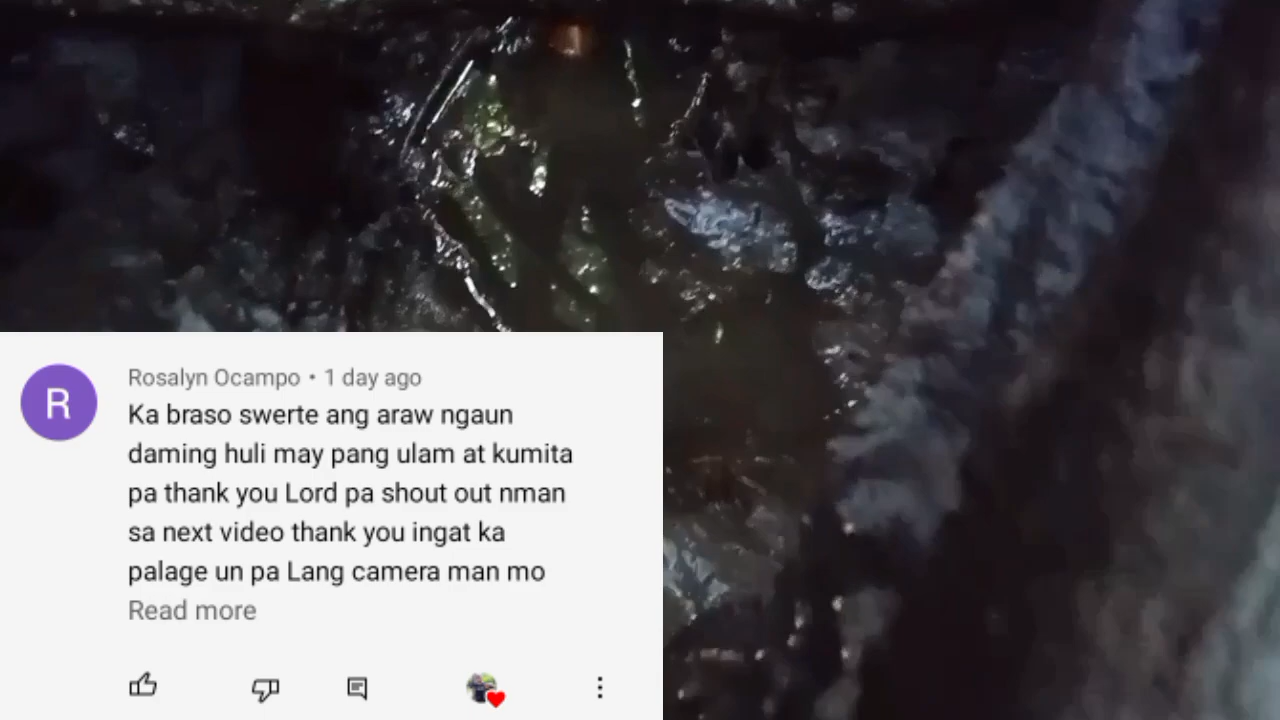 R
Rosalyn Ocampo • 1 day ago
Ka braso swerte ang araw ngaun
daming huli may pang ulam at kumita
pa thank you Lord pa shout out nman
sa next video thank you ingat ka
palage un pa Lang camera man mo
Read more